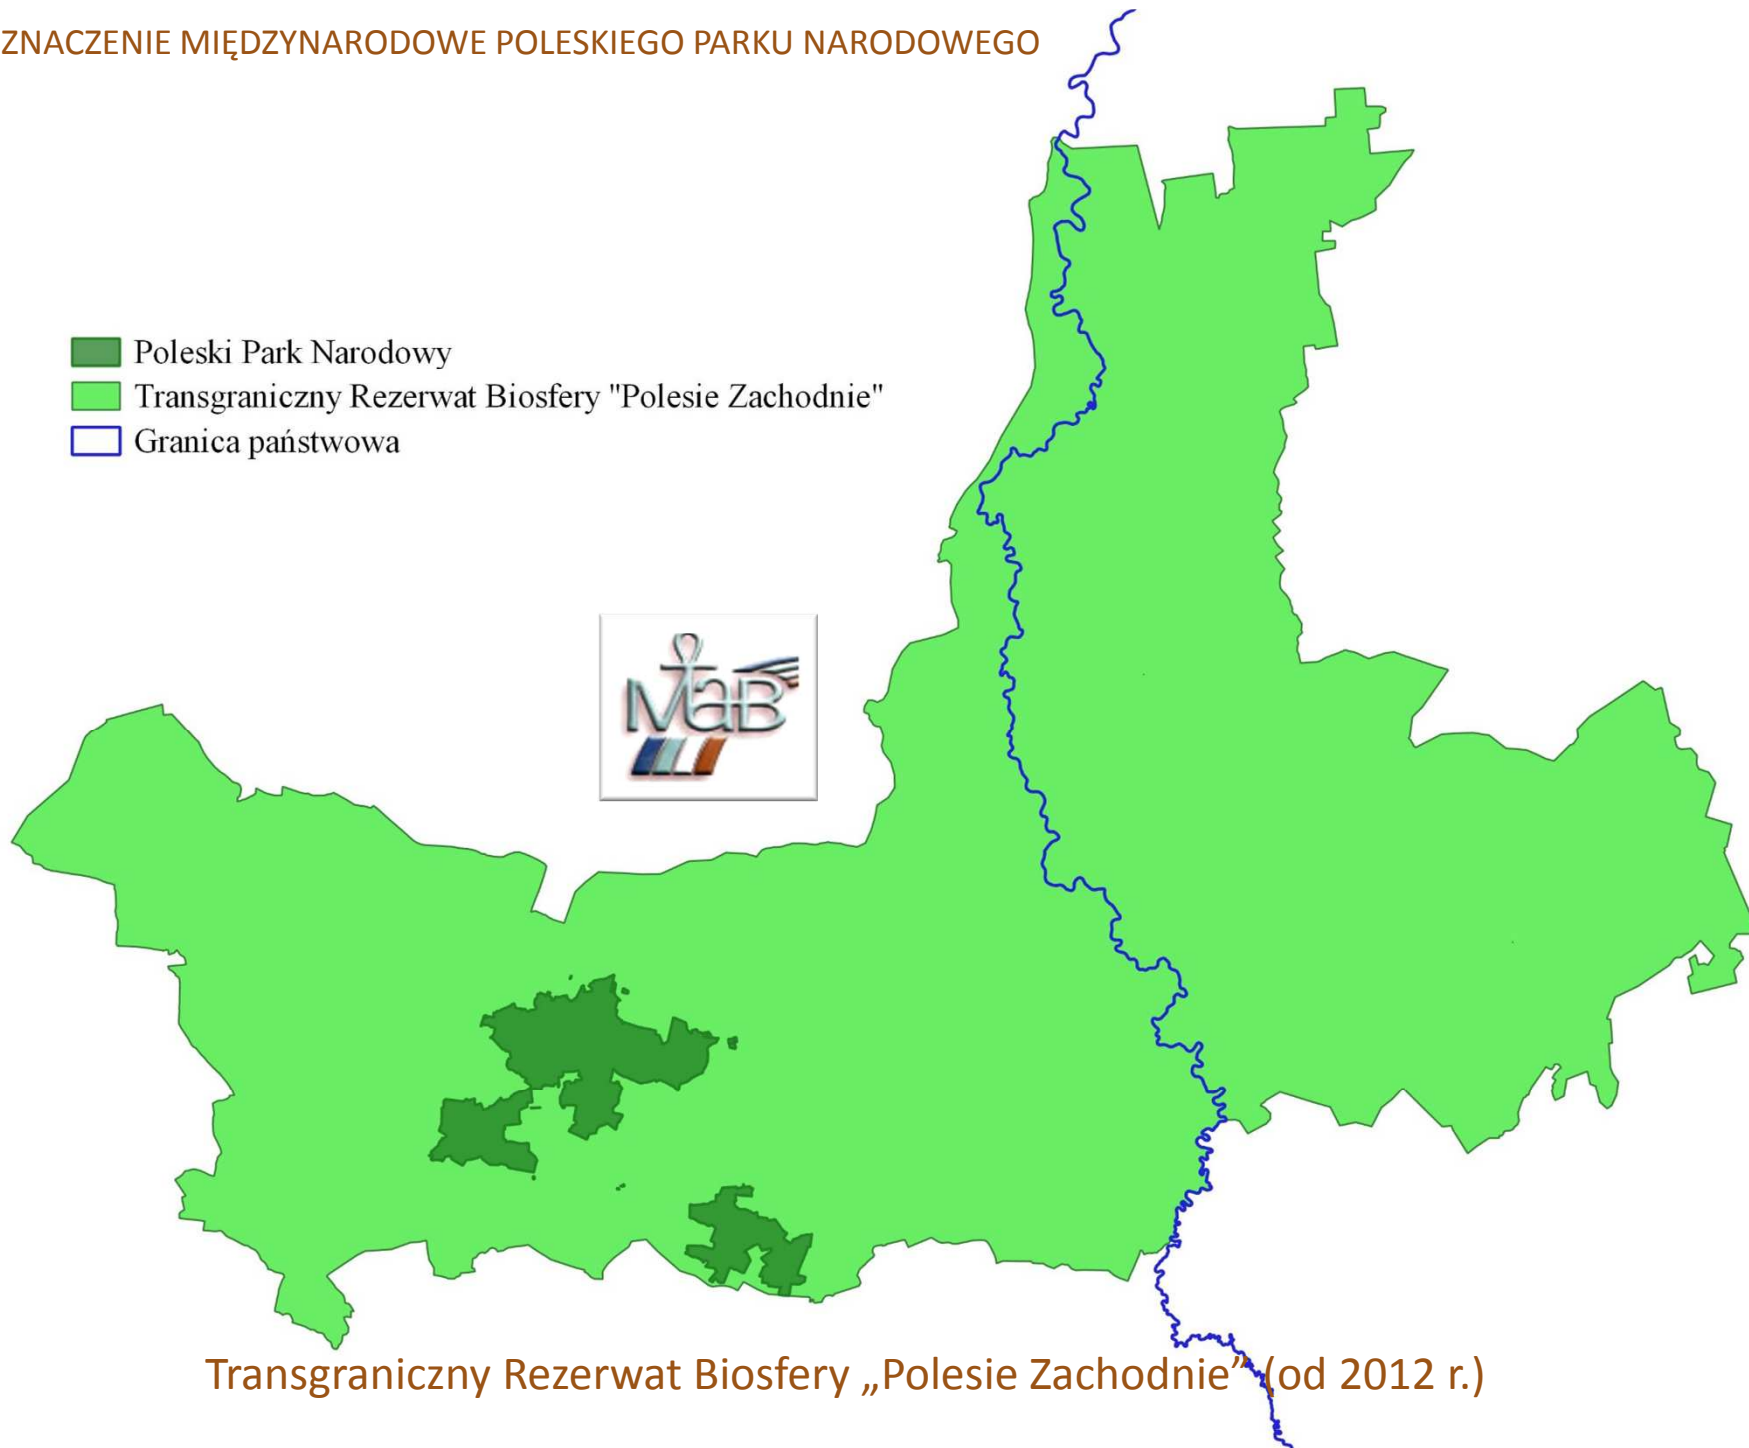 ZNACZENIE MIĘDZYNARODOWE POLESKIEGO PARKU NARODOWEGO
Poleski Park Narodowy
Transgraniczny Rezerwat Biosfery "Polesie Zachodnie"
Granica państwowa
MaB
Transgraniczny Rezerwat Biosfery „Polesie Zachodnie” (od 2012 r.)